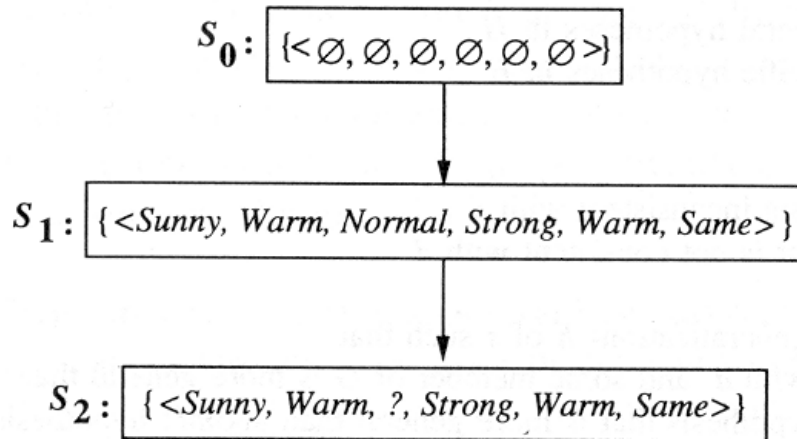 S0: {<∅, ∅, ∅, ∅, ∅, ∅>}
S1: {<Sunny, Warm, Normal, Strong, Warm, Same>}
S2: {<Sunny, Warm, ?, Strong, Warm, Same>}